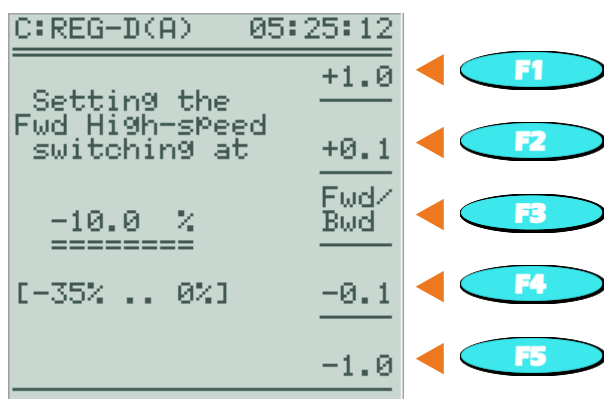 C:REG-D(A) 05:25:12
+1.0 F1
Setting the
Fwd High-speed
switching at +0.1 F2
Fwd/
Bwd F3
-10.0 %
========
[-35% .. 0%] -0.1 F4
-1.0 F5